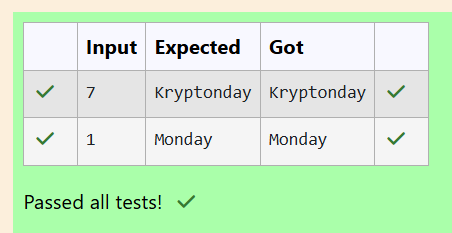 Input Expected Got
7 Kryptonday Kryptonday
1 Monday Monday
Passed all tests!